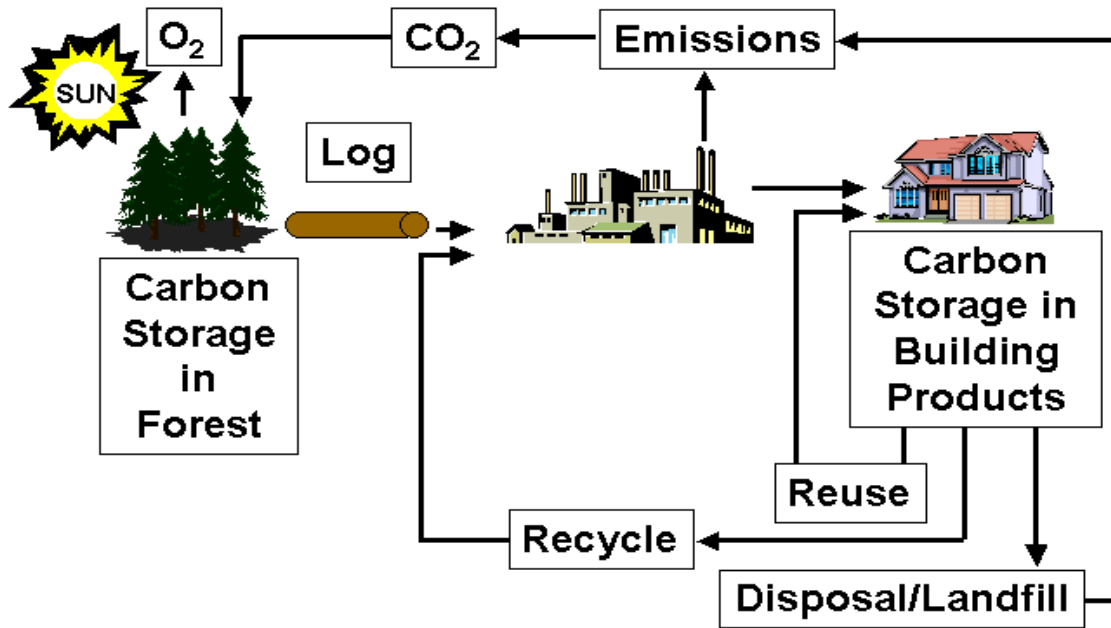 O₂
CO₂
Emissions
SUN
Log
Carbon
Storage
in
Forest
Carbon
Storage in
Building
Products
Reuse
Recycle
Disposal/Landfill